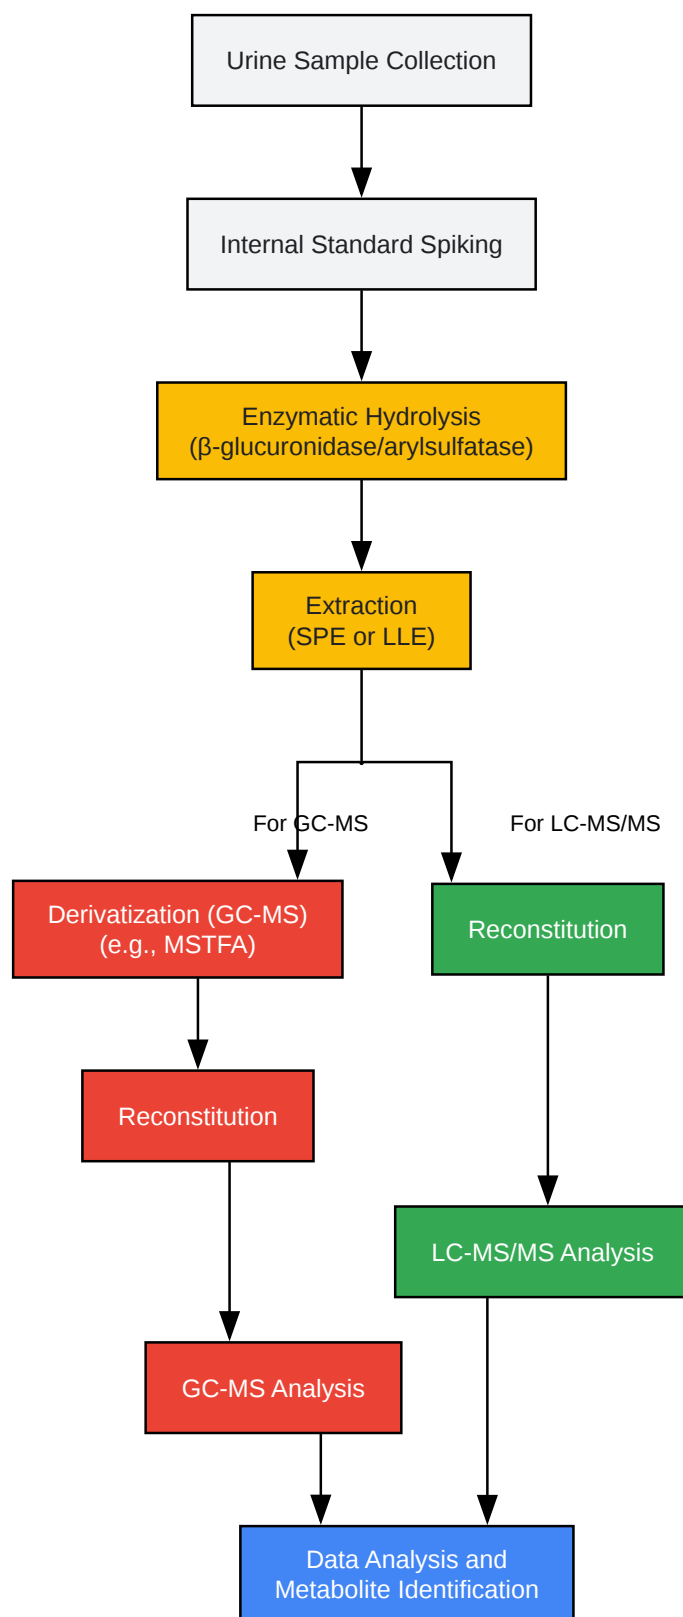 Urine Sample Collection
Internal Standard Spiking
Enzymatic Hydrolysis
(β-glucuronidase/arylsulfatase)
Extraction
(SPE or LLE)
For GC-MS
For LC-MS/MS
Derivatization (GC-MS)
(e.g., MSTFA)
Reconstitution
Reconstitution
LC-MS/MS Analysis
GC-MS Analysis
Data Analysis and
Metabolite Identification